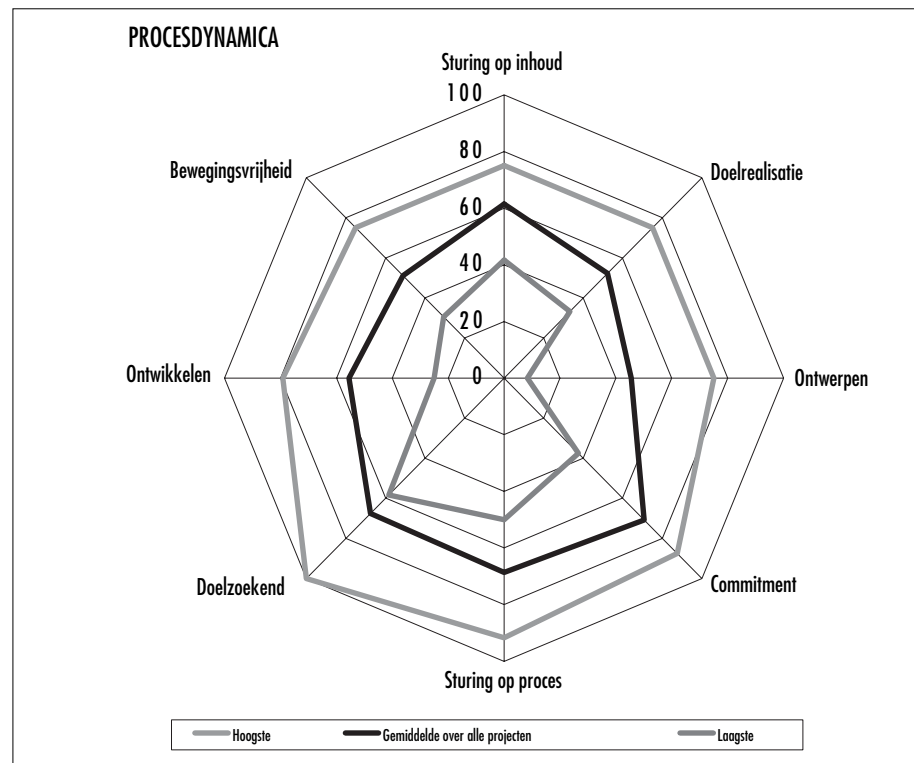 PROCESDYNAMICA
Sturing op inhoud
100
80
60
40
20
0
Bewegingsvrijheid
Doelrealisatie
Ontwikkelen
Ontwerpen
Doelzoekend
Commitment
Sturing op proces
Hoogste Gemiddelde over alle projecten Laagste